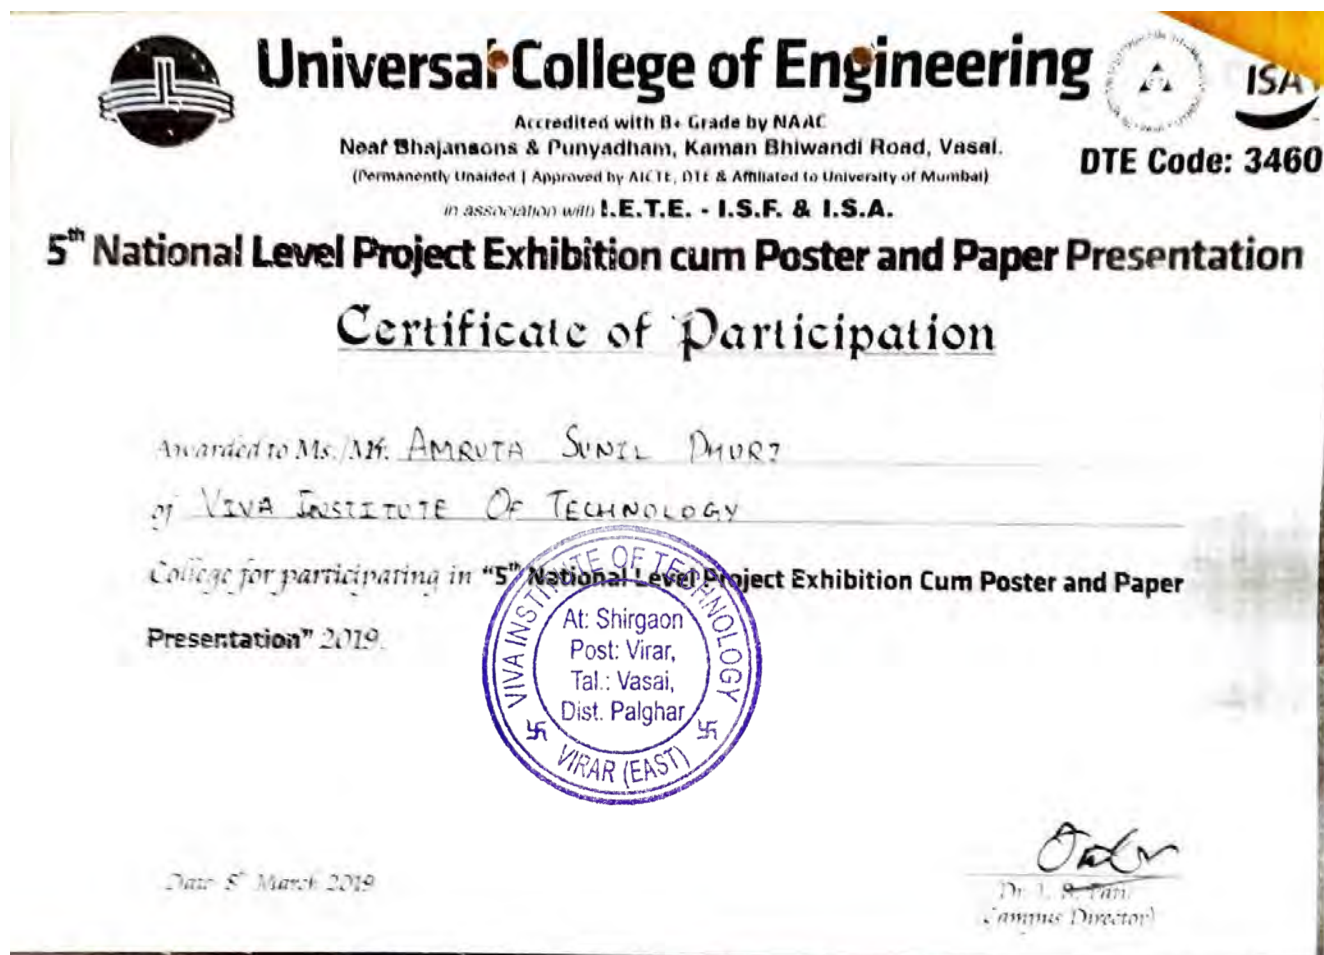 Universal College of Engineering
ISA
Accredited with B+ Grade by NAAC
Near Bhajansons & Punyadham, Kaman Bhiwandi Road, Vasai.
DTE Code: 3460
(Permanently Unaided | Approved by AICTE, DTE & Affiliated to University of Mumbai)
in association with I.E.T.E. - I.S.F. & I.S.A.
5th National Level Project Exhibition cum Poster and Paper Presentation
Certificate of Participation
Awarded to Ms./Mr. AMRUTA SUNIL DHURI
of VIVA INSTITUTE OF TECHNOLOGY
College for participating in "5th National Level Project Exhibition Cum Poster and Paper
Presentation" 2019.
VIVA INSTITUTE OF TECHNOLOGY
At: Shirgaon
Post: Virar,
Tal.: Vasai,
Dist. Palghar
VIRAR (EAST)
Date 8th March 2019
Dr. Patil
Campus Director)